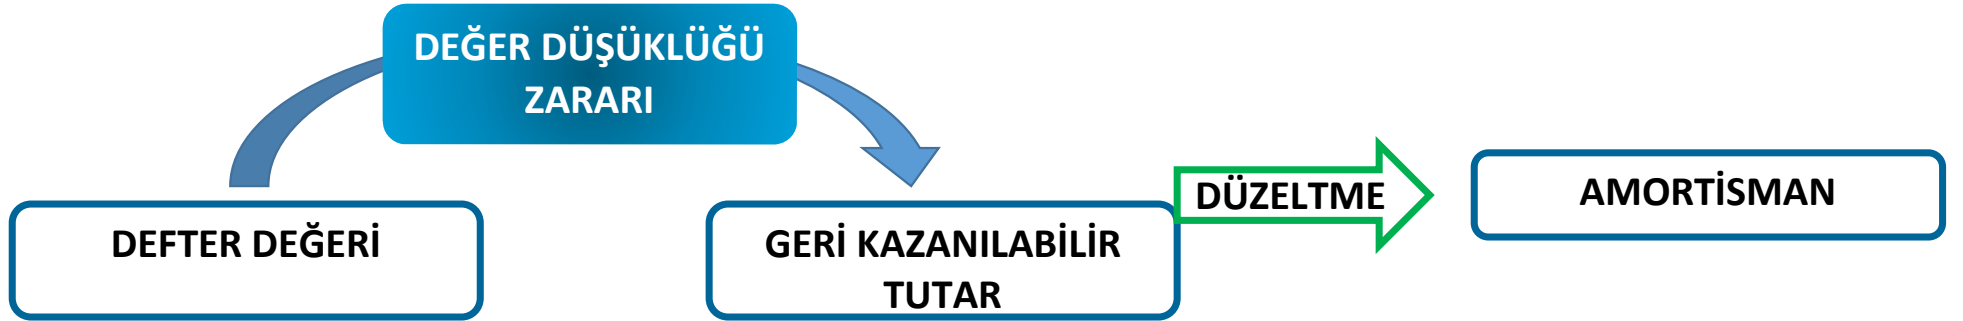 DEĞER DÜŞÜKLÜĞÜ
ZARARI
DEFTER DEĞERİ
GERİ KAZANILABİLİR
TUTAR
DÜZELTME
AMORTİSMAN